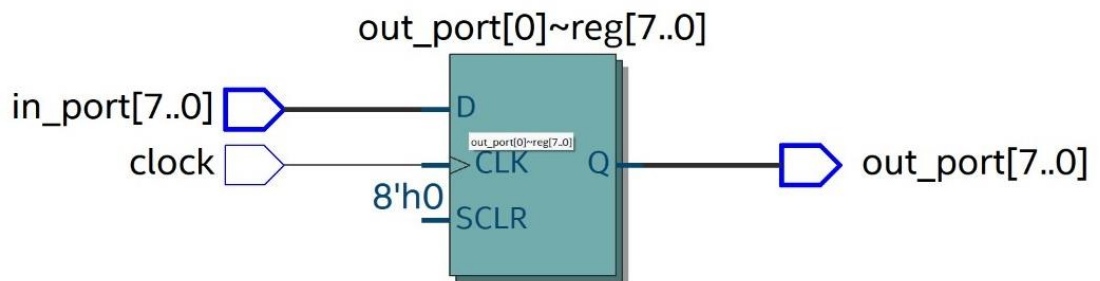 out_port[0]~reg[7..0]
in_port[7..0]
D
out_port[0]~reg[7..0]
clock
CLK
Q
out_port[7..0]
8'h0
SCLR